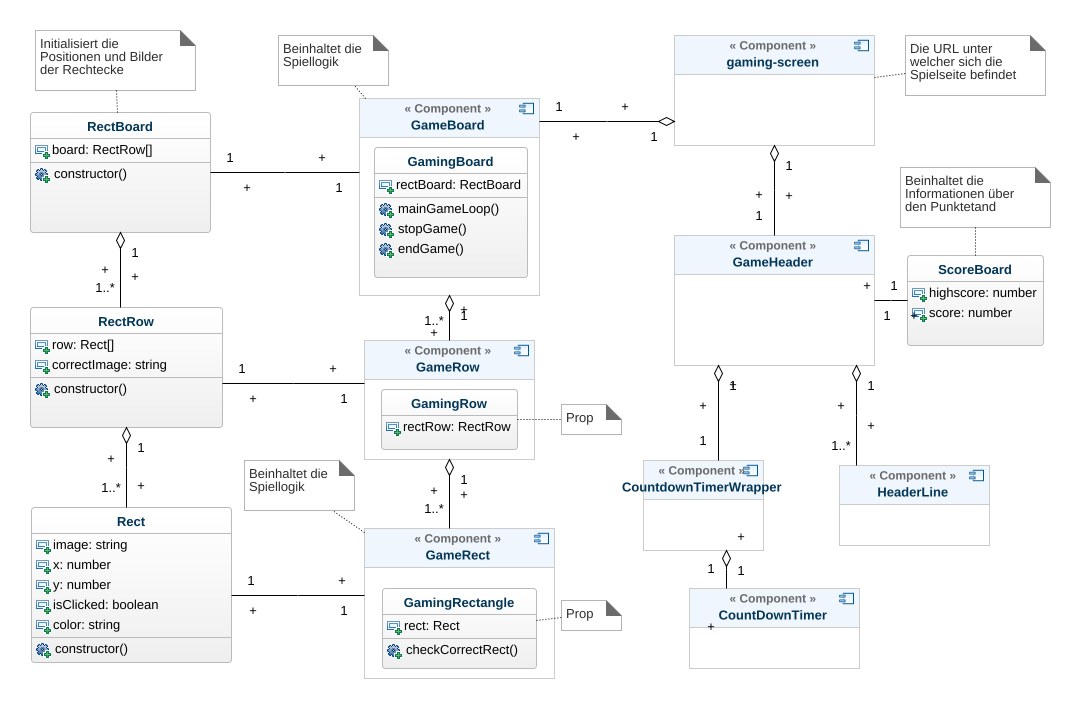 Initialisiert die
Positionen und Bilder
der Rechtecke
RectBoard
board: RectRow[]
constructor()
1
+
+
1
1
+
+
1..*
RectRow
row: Rect[]
correctImage: string
constructor()
1
+
+
1
1
+
+
1..*
Rect
image: string
x: number
y: number
isClicked: boolean
color: string
constructor()
1
+
+
1
Beinhaltet die
Spiellogik
« Component »
GameBoard
GamingBoard
rectBoard: RectBoard
mainGameLoop()
stopGame()
endGame()
1
+
+
1
+
1..*
1
+
« Component »
GameRow
GamingRow
rectRow: RectRow
Prop
1
+
+
1..*
Beinhaltet die
Spiellogik
« Component »
GameRect
GamingRectangle
rect: Rect
checkCorrectRect()
Prop
« Component »
gaming-screen
Die URL unter
welcher sich die
Spielseite befindet
1
+
+
1
« Component »
GameHeader
Beinhaltet die
Informationen über
den Punktetand
+
1
1
+
ScoreBoard
highscore: number
score: number
1
+
+
1
1
+
+
1..*
« Component »
CountdownTimerWrapper
+
« Component »
HeaderLine
1
1
« Component »
CountDownTimer
+